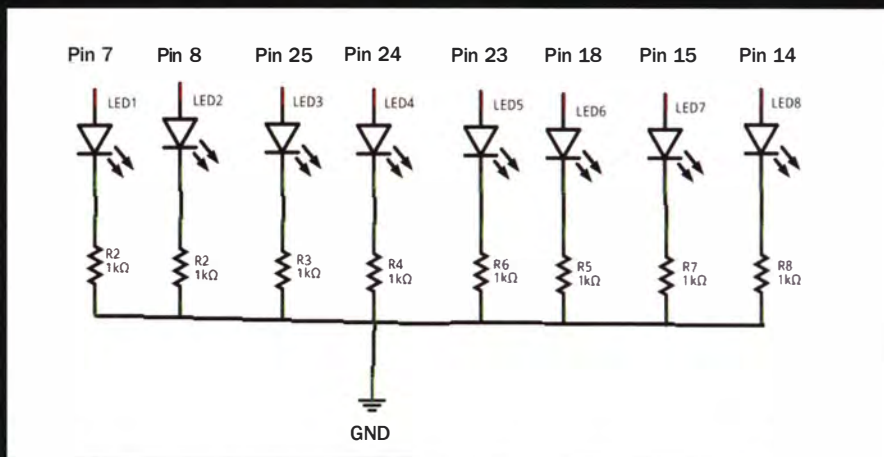 Pin 7 Pin 8 Pin 25 Pin 24 Pin 23 Pin 18 Pin 15 Pin 14
LED1 LED2 LED3 LED4 LED5 LED6 LED7 LED8
R2 R2 R3 R4 R6 R5 R7 R8
1kΩ 1kΩ 1kΩ 1kΩ 1kΩ 1kΩ 1kΩ 1kΩ
GND